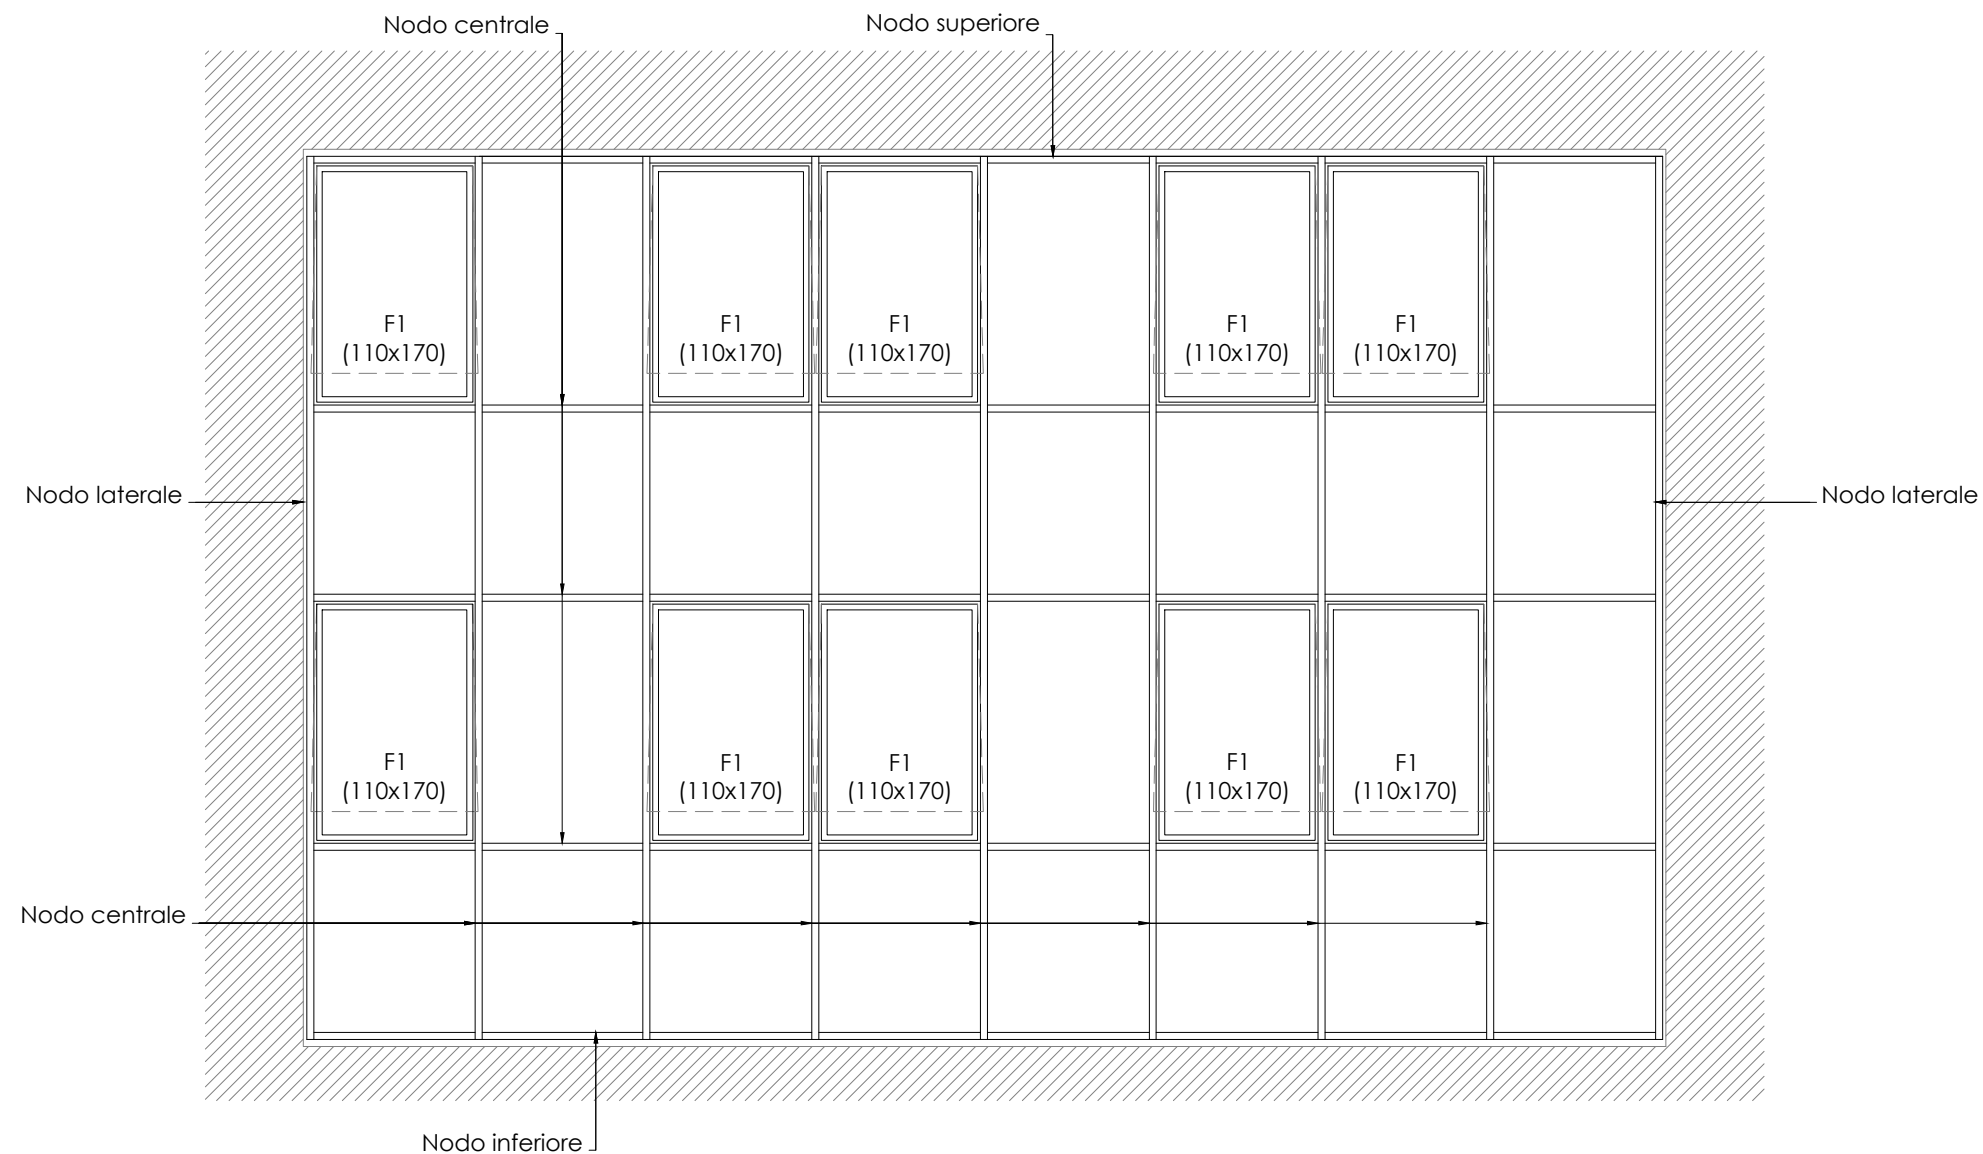 Nodo centrale
Nodo superiore
F1
(110x170)
F1
(110x170)
F1
(110x170)
F1
(110x170)
F1
(110x170)
Nodo laterale
Nodo laterale
F1
(110x170)
F1
(110x170)
F1
(110x170)
F1
(110x170)
F1
(110x170)
Nodo centrale
Nodo inferiore